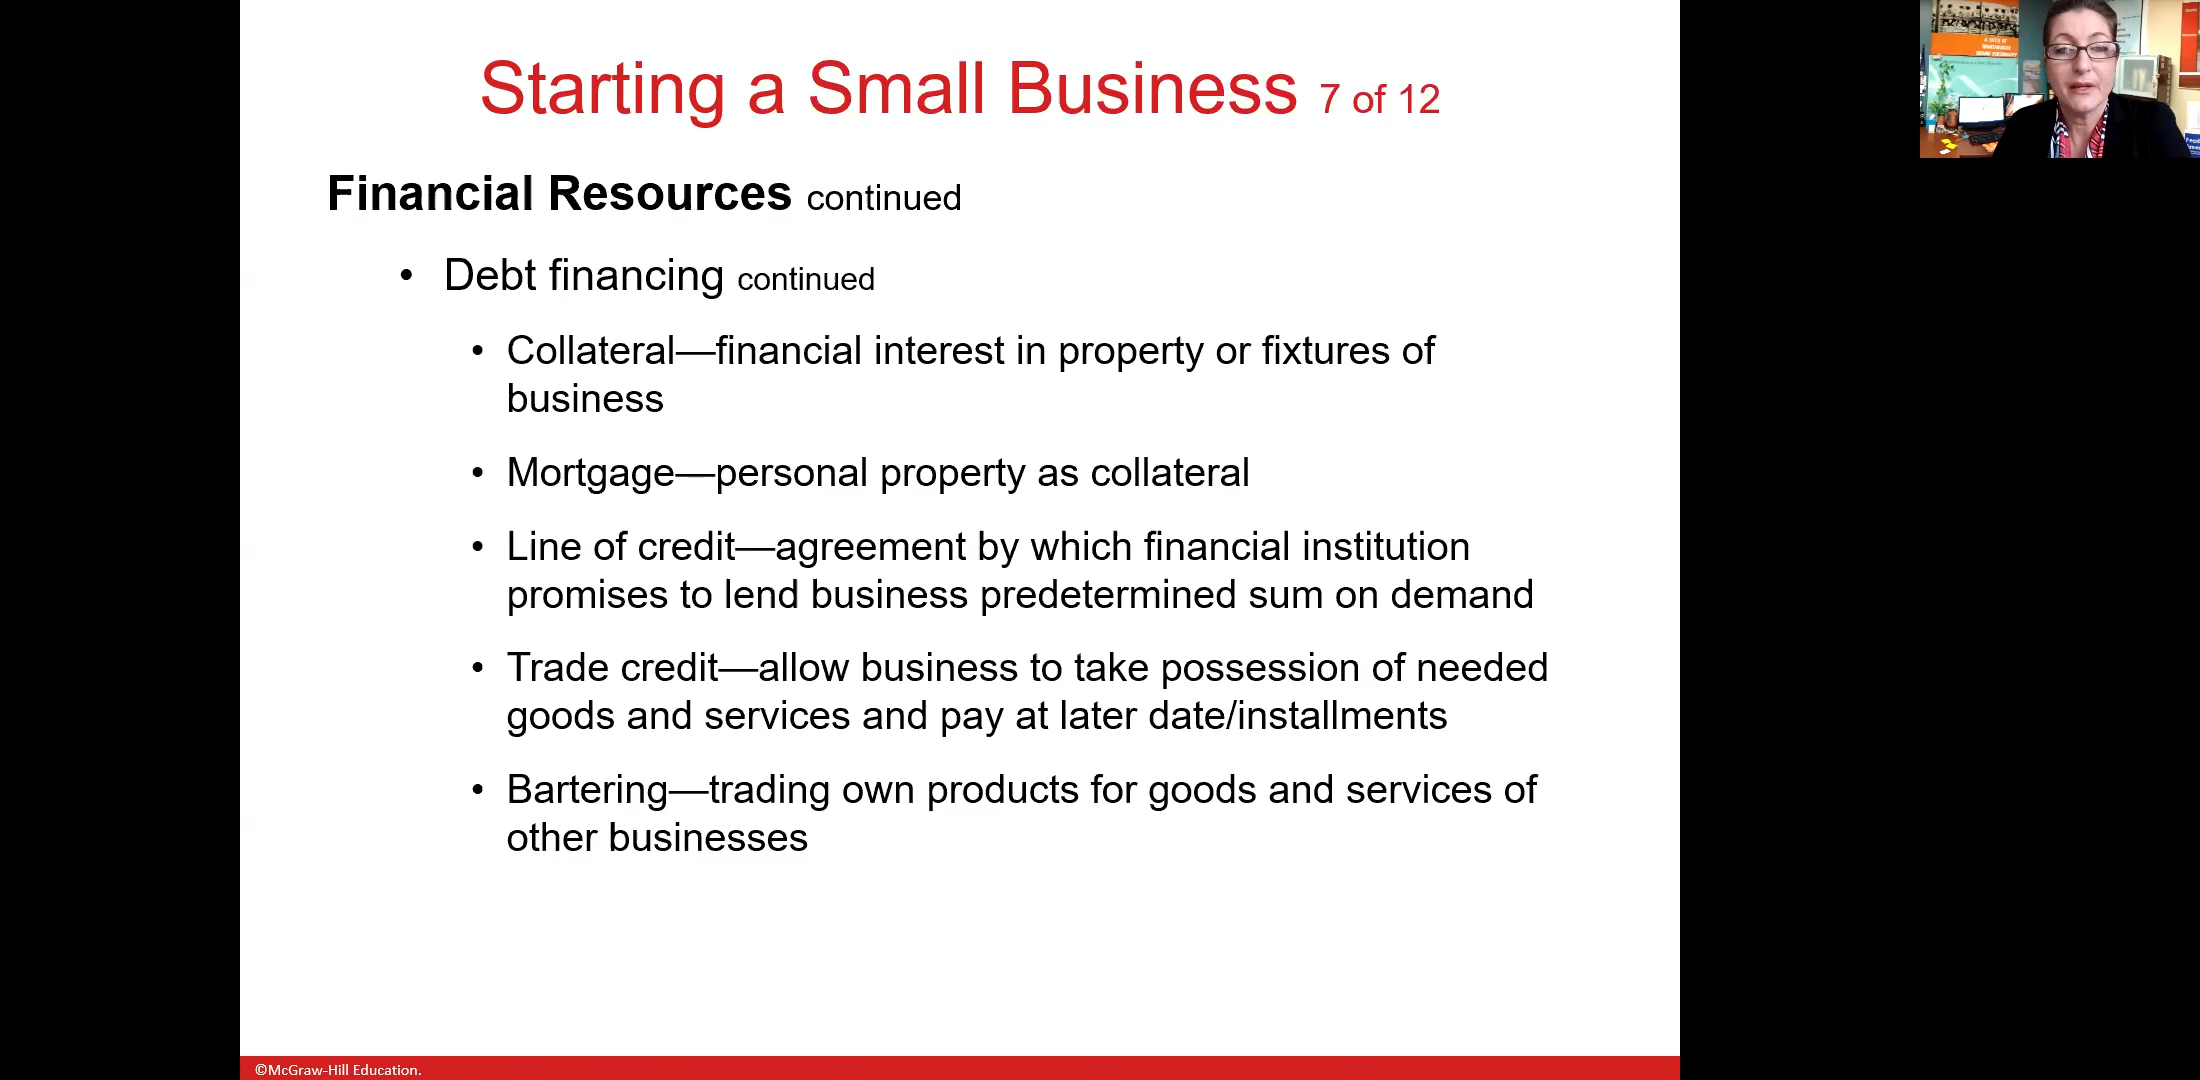 Starting a Small Business 7 of 12
Financial Resources continued
• Debt financing continued
• Collateral—financial interest in property or fixtures of
business
• Mortgage—personal property as collateral
• Line of credit—agreement by which financial institution
promises to lend business predetermined sum on demand
• Trade credit—allow business to take possession of needed
goods and services and pay at later date/installments
• Bartering—trading own products for goods and services of
other businesses
©McGraw-Hill Education.